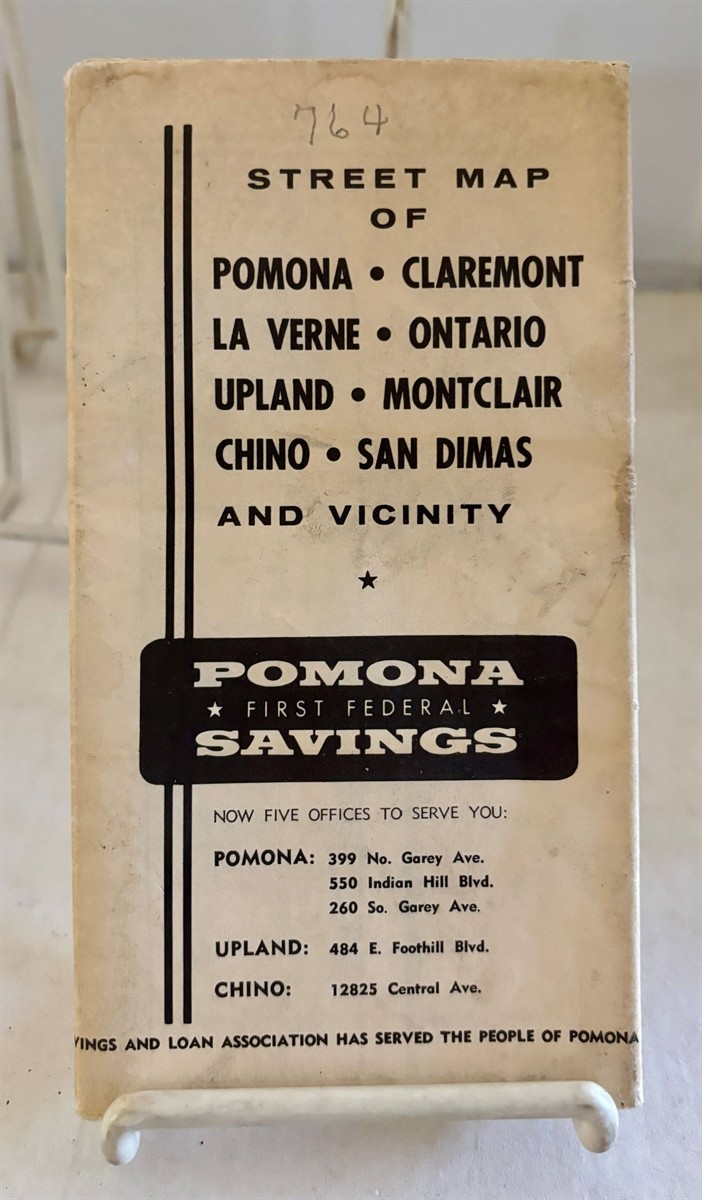 764
STREET MAP
OF
POMONA • CLAREMONT
LA VERNE • ONTARIO
UPLAND • MONTCLAIR
CHINO • SAN DIMAS
AND VICINITY
★
POMONA
★ FIRST FEDERAL ★
SAVINGS
NOW FIVE OFFICES TO SERVE YOU:
POMONA: 399 No. Garey Ave.
550 Indian Hill Blvd.
260 So. Garey Ave.
UPLAND: 484 E. Foothill Blvd.
CHINO: 12825 Central Ave.
INGS AND LOAN ASSOCIATION HAS SERVED THE PEOPLE OF POMONA